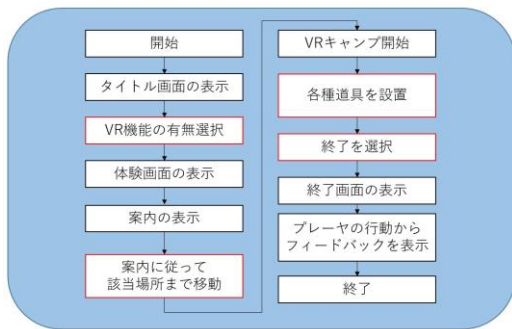 開始
タイトル画面の表示
VR機能の有無選択
体験画面の表示
案内の表示
案内に従って
該当場所まで移動
VRキャンプ開始
各種道具を設置
終了を選択
終了画面の表示
プレーヤの行動から
フィードバックを表示
終了